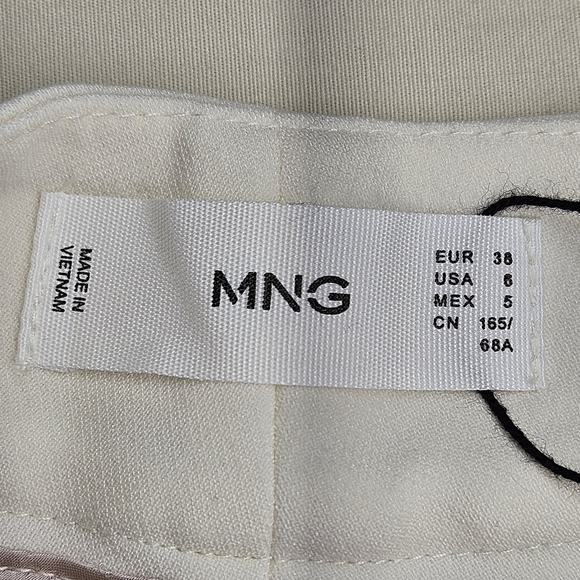 MADE IN
VIETNAM
MNG
EUR 38
USA 6
MEX 5
CN 165/
68A